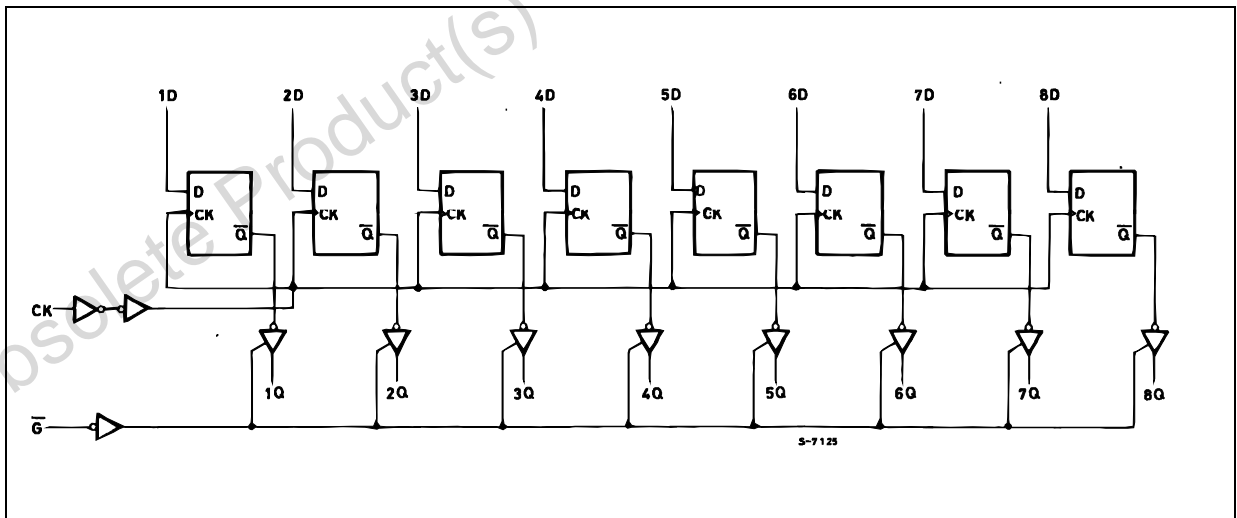 bsolete Product(s)
1D 2D 3D 4D 5D 6D 7D 8D
D D D D D D D D
CK CK CK CK CK CK CK CK
Q̅ Q̅ Q̅ Q̅ Q̅ Q̅ Q̅ Q̅
CK
1Q 2Q 3Q 4Q 5Q 6Q 7Q 8Q
G̅
S-7125